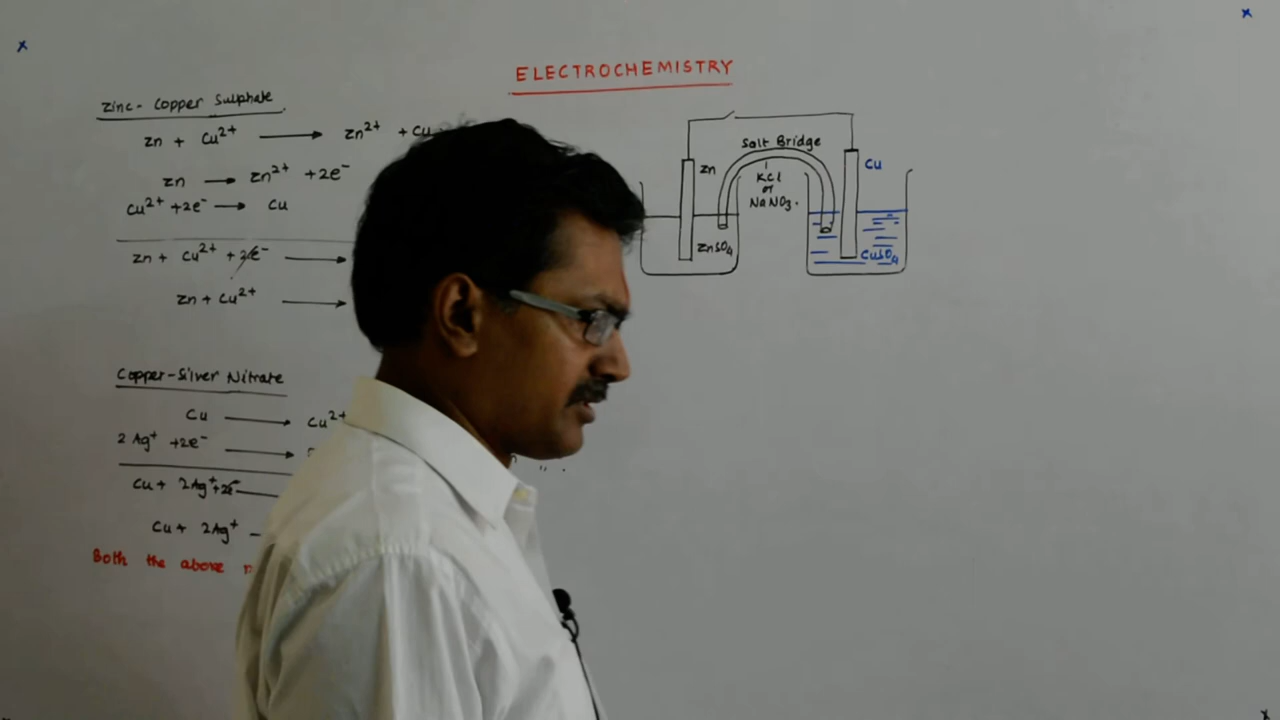 ELECTROCHEMISTRY
Zinc- Copper Sulphate
Zn + Cu²⁺ ⟶ Zn²⁺ + Cu
Zn ⟶ Zn²⁺ +2e⁻
Cu²⁺ +2e⁻ ⟶ Cu
Zn + Cu²⁺ + 2e⁻ ⟶
Zn + Cu²⁺ ⟶
Copper-Silver Nitrate
Cu ⟶ Cu²⁺
2 Ag⁺ +2e⁻ ⟶
Cu + 2Ag⁺+2e⁻
Cu + 2Ag⁺
Both the above
Salt Bridge
Zn
KCl
or
NaNO₃.
Cu
ZnSO₄
CuSO₄